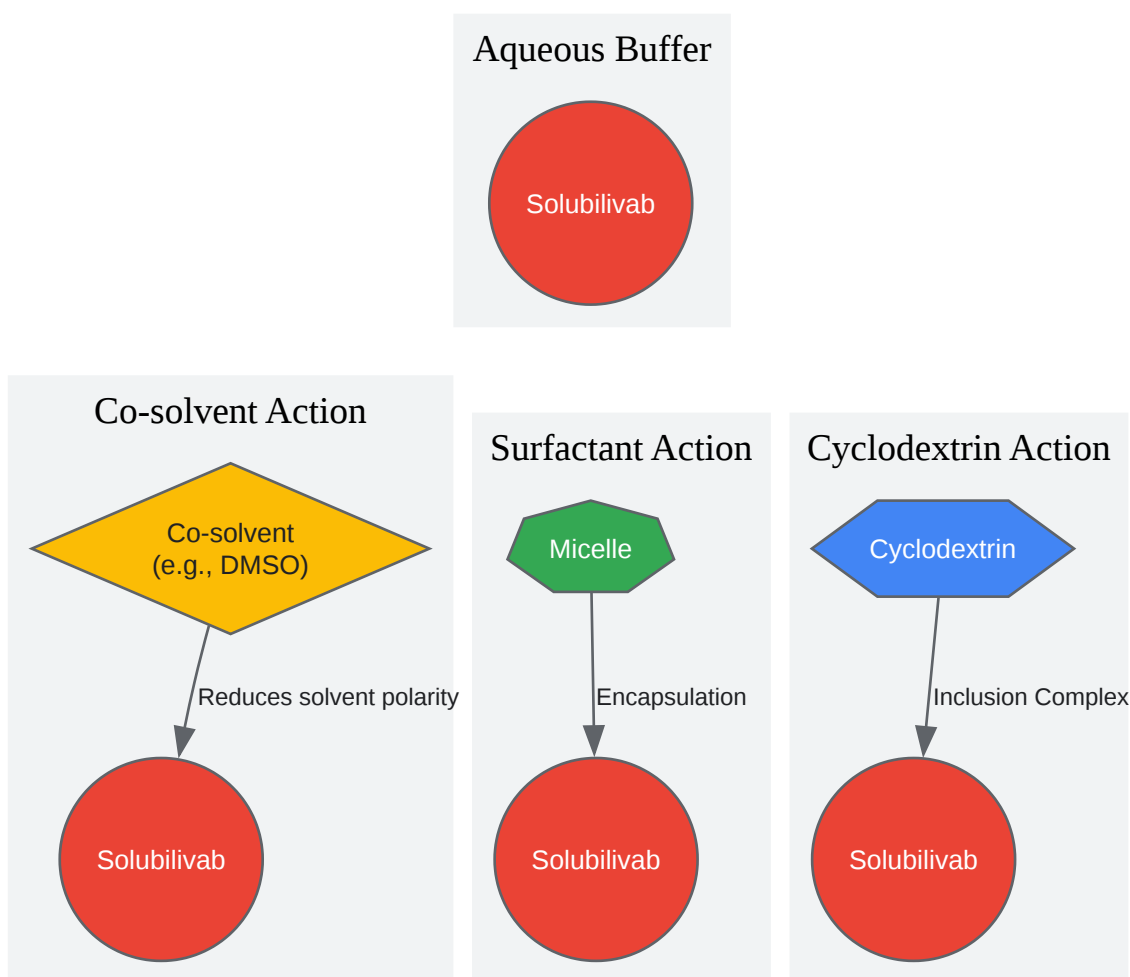 Aqueous Buffer
Solubilivab
Co-solvent Action
Co-solvent
(e.g., DMSO)
Reduces solvent polarity
Solubilivab
Surfactant Action
Micelle
Encapsulation
Solubilivab
Cyclodextrin Action
Cyclodextrin
Inclusion Complex
Solubilivab